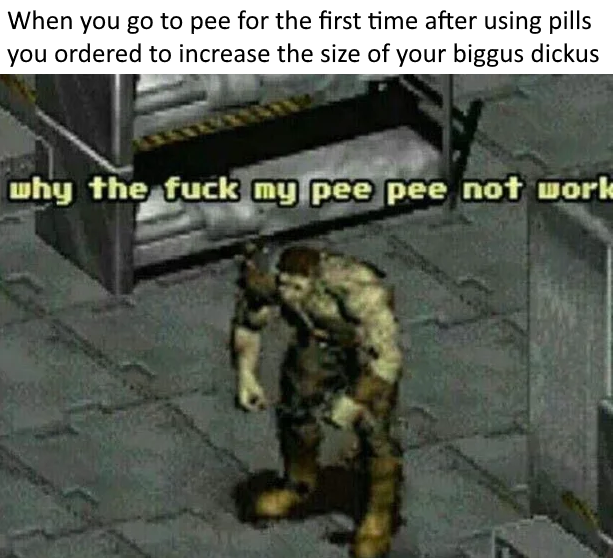 When you go to pee for the first time after using pills
you ordered to increase the size of your biggus dickus
why the fuck my pee pee not work